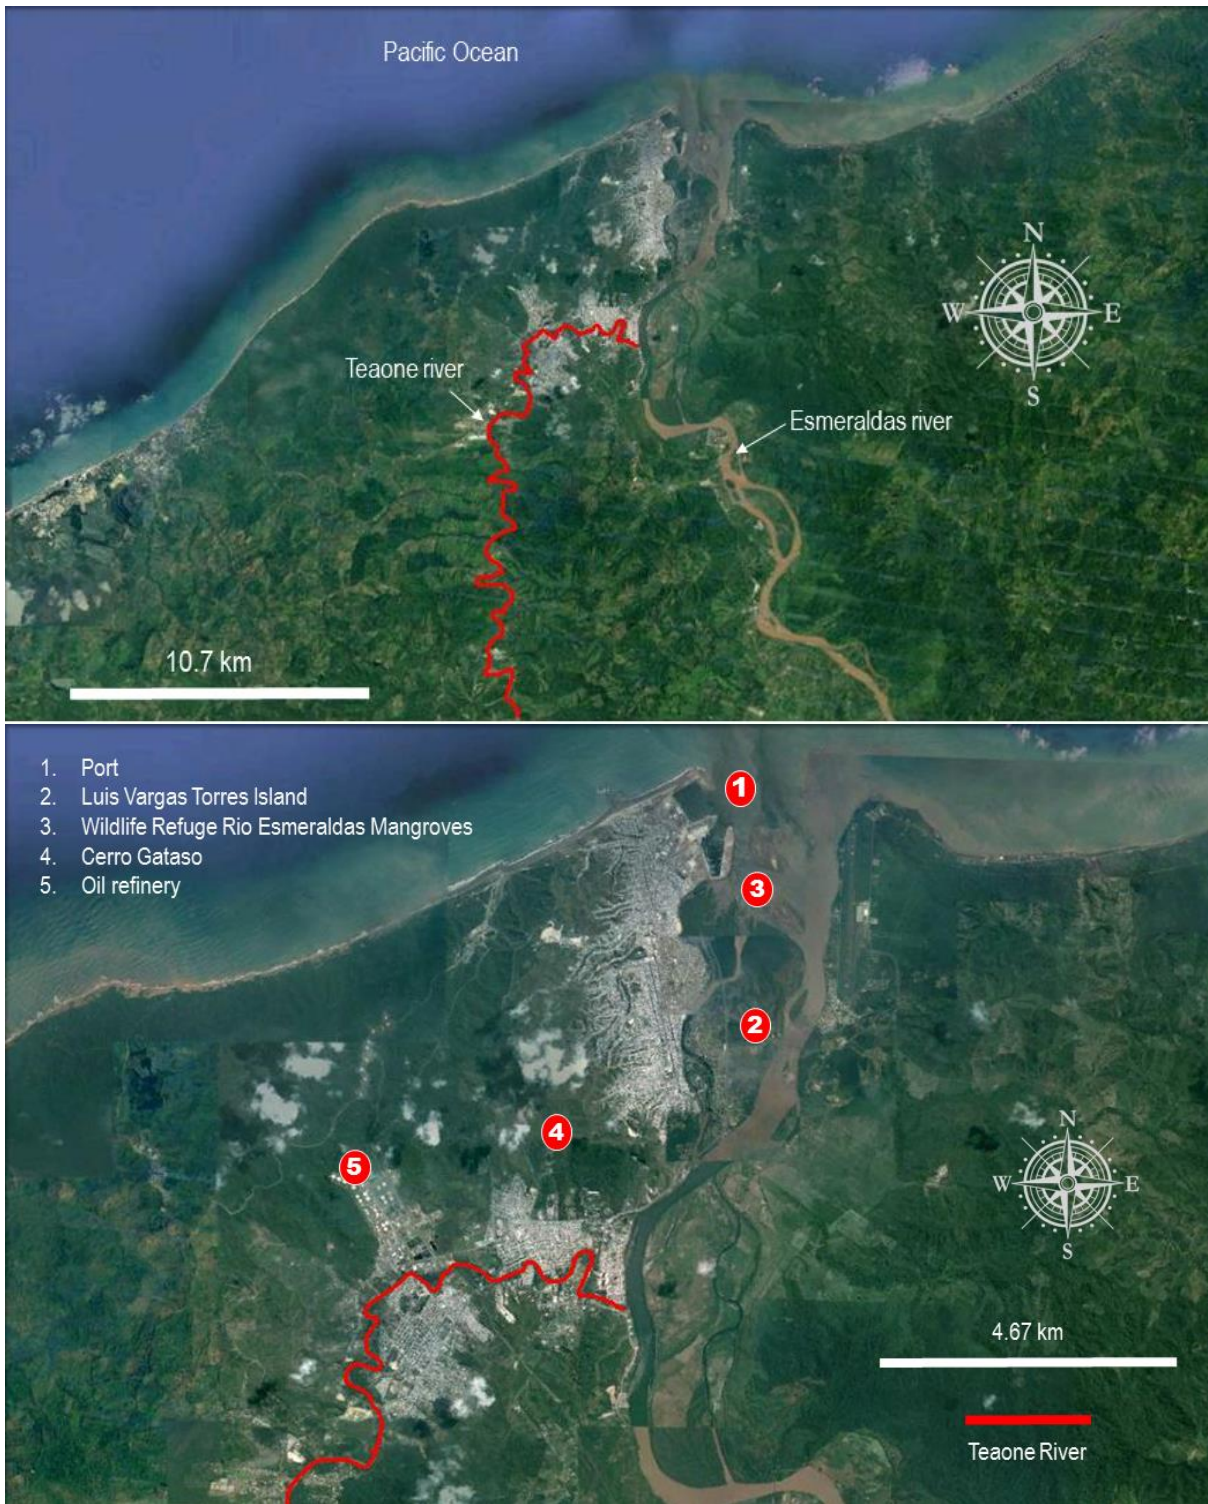 Pacific Ocean
N
W
E
S
Teaone river
Esmeraldas river
10.7 km
1. Port
2. Luis Vargas Torres Island
3. Wildlife Refuge Rio Esmeraldas Mangroves
4. Cerro Gataso
5. Oil refinery
1
3
2
4
5
N
W
E
S
4.67 km
Teaone River